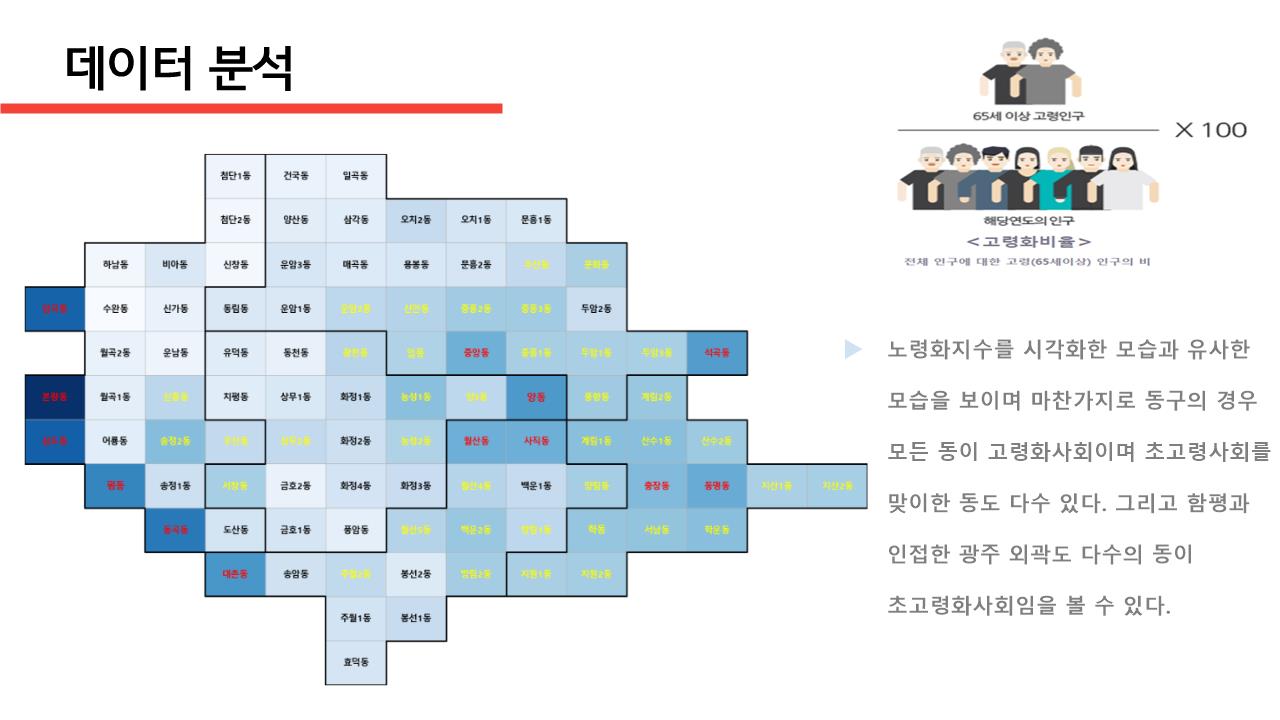 데이터 분석
65세 이상 고령인구
X 100
해당연도의 인구
<고령화비율>
전체 인구에 대한 고령(65세이상) 인구의 비
첨단1동 건국동 일곡동
첨단2동 양산동 삼각동 오치2동 오치1동 문흥1동
하남동 비아동 신창동 운암3동 매곡동 용봉동 문흥2동 문화동
수완동 신가동 동림동 운암1동 운암2동 신안동 중흥2동 중흥3동 두암2동
월곡2동 운남동 유덕동 동천동 임동 중앙동 중흥1동 두암1동 두암3동 석곡동
본량동 월곡1동 신흥동 치평동 상무1동 화정1동 농성1동 양동 풍향동 계림2동
삼도동 어룡동 송정2동 우산동 상무2동 화정2동 농성2동 월산동 사직동 계림1동 산수1동 산수2동
평동 송정1동 서창동 금호2동 화정4동 화정3동 월산4동 백운1동 양림동 충장동 동명동 지산1동 지산2동
동곡동 도산동 금호1동 풍암동 월산5동 백운2동 방림1동 학동 서남동 학운동
대촌동 송암동 주월2동 봉선2동 방림2동 지원1동 지원2동
주월1동 봉선1동
효덕동
노령화지수를 시각화한 모습과 유사한
모습을 보이며 마찬가지로 동구의 경우
모든 동이 고령화사회이며 초고령사회를
맞이한 동도 다수 있다. 그리고 함평과
인접한 광주 외곽도 다수의 동이
초고령화사회임을 볼 수 있다.